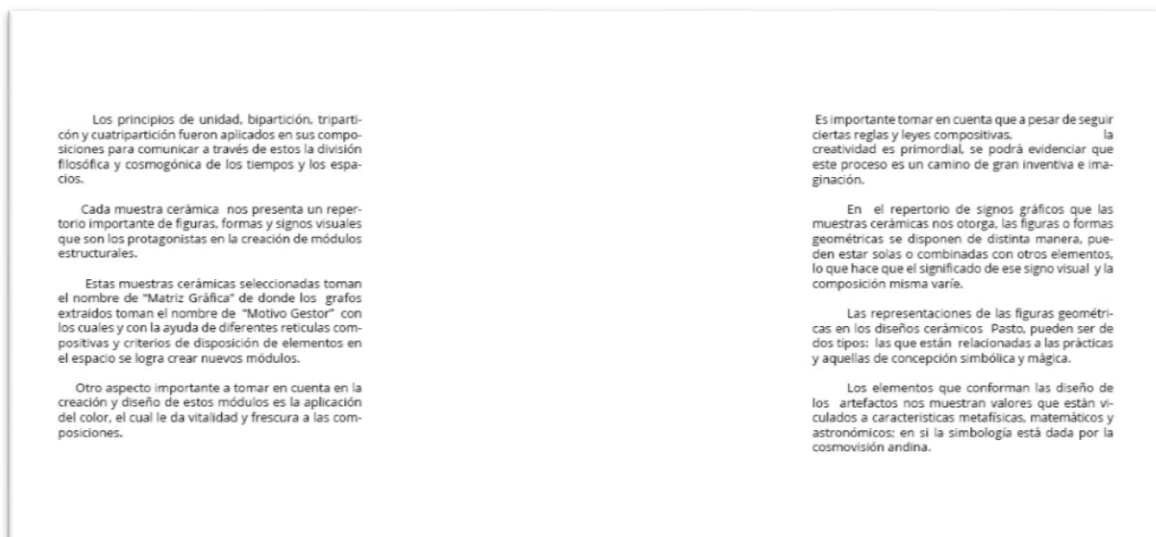 Los principios de unidad, bipartición, triparti-
cón y cuatripartición fueron aplicados en sus compo-
siciones para comunicar a través de estos la división
filosófica y cosmogónica de los tiempos y los espa-
cios.
Cada muestra cerámica nos presenta un reper-
torio importante de figuras, formas y signos visuales
que son los protagonistas en la creación de módulos
estructurales.
Estas muestras cerámicas seleccionadas toman
el nombre de "Matriz Gráfica" de donde los grafos
extraidos toman el nombre de "Motivo Gestor" con
los cuales y con la ayuda de diferentes reticulas com-
positivas y criterios de disposición de elementos en
el espacio se logra crear nuevos módulos.
Otro aspecto importante a tomar en cuenta en la
creación y diseño de estos módulos es la aplicación
del color, el cual le da vitalidad y frescura a las com-
posiciones.
Es importante tomar en cuenta que a pesar de seguir
ciertas reglas y leyes compositivas, la
creatividad es primordial, se podrá evidenciar que
este proceso es un camino de gran inventiva e ima-
ginación.
En el repertorio de signos gráficos que las
muestras cerámicas nos otorga, las figuras o formas
geométricas se disponen de distinta manera, pue-
den estar solas o combinadas con otros elementos,
lo que hace que el significado de ese signo visual y la
composición misma varíe.
Las representaciones de las figuras geométri-
cas en los diseños cerámicos Pasto, pueden ser de
dos tipos: las que están relacionadas a las prácticas
y aquellas de concepción simbólica y mágica.
Los elementos que conforman las diseño de
los artefactos nos muestran valores que están vi-
culados a caracteristicas metafísicas, matemáticos y
astronómicos; en si la simbología está dada por la
cosmovisión andina.